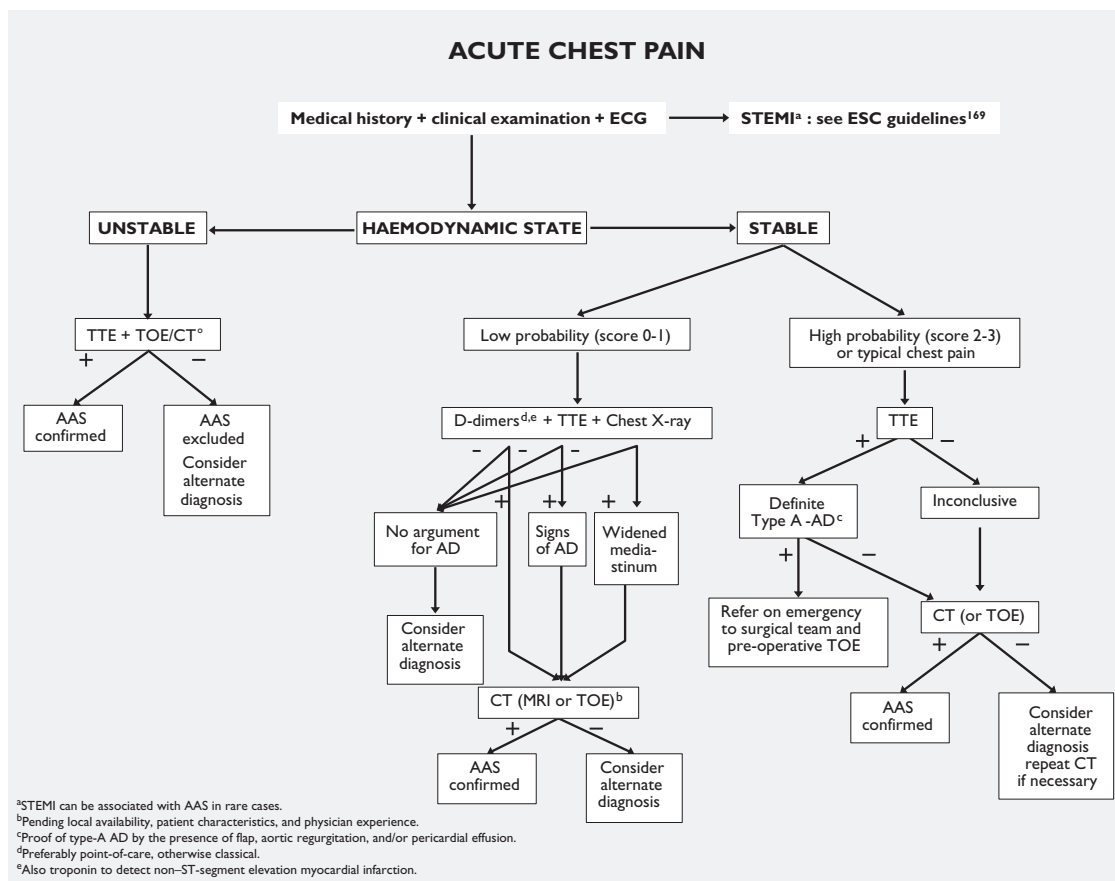 ACUTE CHEST PAIN
Medical history + clinical examination + ECG
STEMIᵃ : see ESC guidelines¹⁶⁹
UNSTABLE
HAEMODYNAMIC STATE
STABLE
TTE + TOE/CT°
Low probability (score 0-1)
High probability (score 2-3)
or typical chest pain
+
–
AAS
confirmed
AAS
excluded
Consider
alternate
diagnosis
D-dimersᵈ,ᵉ + TTE + Chest X-ray
TTE
-
-
-
+
+
+
+
–
No argument
for AD
Signs
of AD
Widened
media-
stinum
Definite
Type A -ADᶜ
Inconclusive
+
–
Consider
alternate
diagnosis
Refer on emergency
to surgical team and
pre-operative TOE
CT (or TOE)
CT (MRI or TOE)ᵇ
+
–
+
–
AAS
confirmed
Consider
alternate
diagnosis
AAS
confirmed
Consider
alternate
diagnosis
repeat CT
if necessary
ᵃSTEMI can be associated with AAS in rare cases.
ᵇPending local availability, patient characteristics, and physician experience.
ᶜProof of type-A AD by the presence of flap, aortic regurgitation, and/or pericardial effusion.
ᵈPreferably point-of-care, otherwise classical.
ᵉAlso troponin to detect non–ST-segment elevation myocardial infarction.